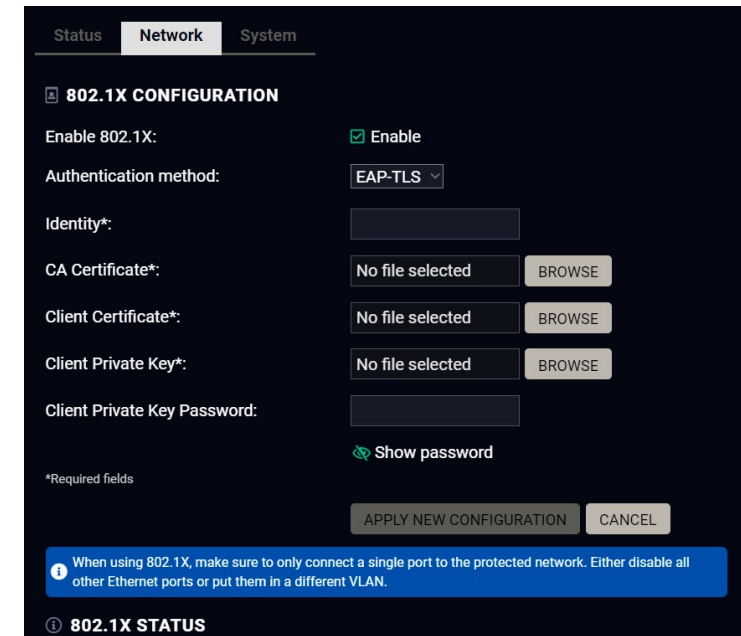 Status Network System
802.1X CONFIGURATION
Enable 802.1X: Enable
Authentication method: EAP-TLS
Identity*:
CA Certificate*: No file selected BROWSE
Client Certificate*: No file selected BROWSE
Client Private Key*: No file selected BROWSE
Client Private Key Password:
Show password
*Required fields
APPLY NEW CONFIGURATION CANCEL
When using 802.1X, make sure to only connect a single port to the protected network. Either disable all
other Ethernet ports or put them in a different VLAN.
802.1X STATUS